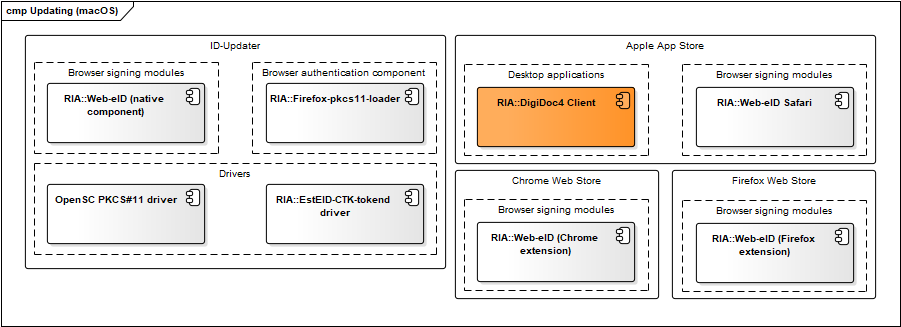 cmp Updating (macOS)
ID-Updater
Browser signing modules
RIA::Web-eID (native
component)
Browser authentication component
RIA::Firefox-pkcs11-loader
Drivers
OpenSC PKCS#11 driver
RIA::EstEID-CTK-tokend
driver
Apple App Store
Desktop applications
RIA::DigiDoc4 Client
Browser signing modules
RIA::Web-eID Safari
Chrome Web Store
Browser signing modules
RIA::Web-eID (Chrome
extension)
Firefox Web Store
Browser signing modules
RIA::Web-eID (Firefox
extension)